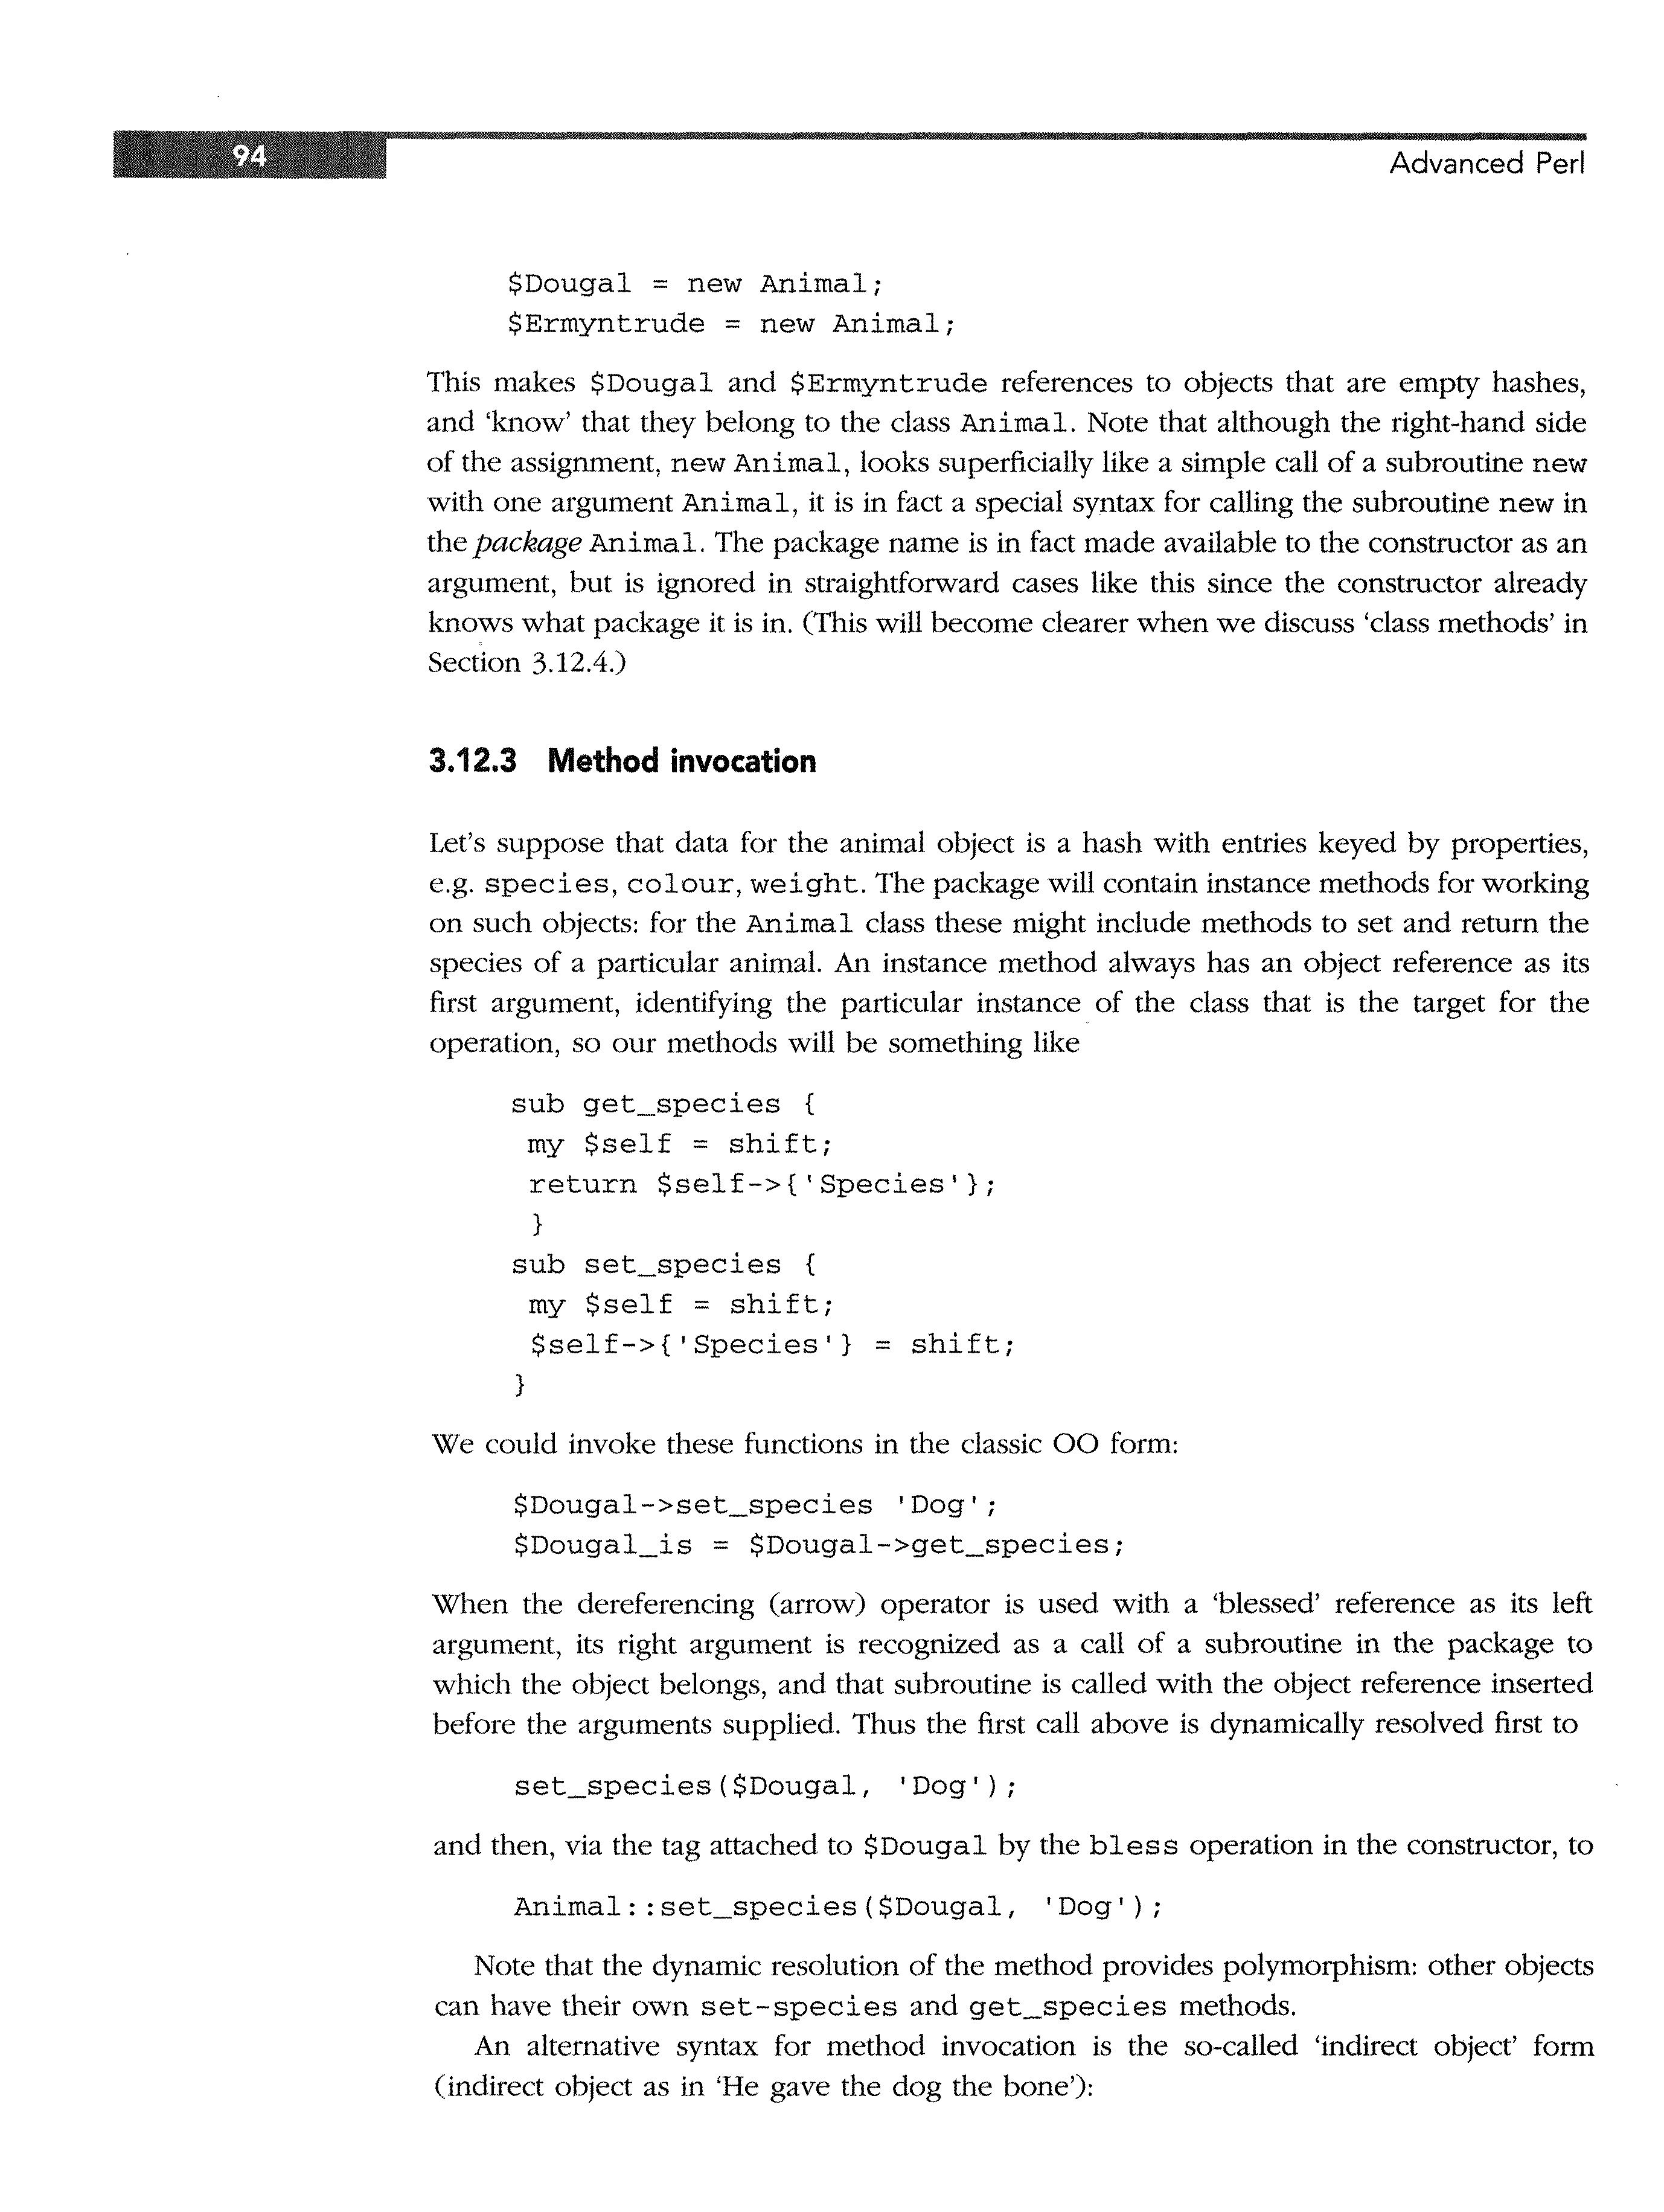 94
Advanced Perl
$Dougal = new Animal;
$Ermyntrude = new Animal;
This makes $Dougal and $Ermyntrude references to objects that are empty hashes,
and ‘know’ that they belong to the class Animal. Note that although the right-hand side
of the assignment, new Animal, looks superficially like a simple call of a subroutine new
with one argument Animal, it is in fact a special syntax for calling the subroutine new in
the package Animal. The package name is in fact made available to the constructor as an
argument, but is ignored in straightforward cases like this since the constructor already
knows what package it is in. (This will become clearer when we discuss ‘class methods’ in
Section 3.12.4.)
3.12.3 Method invocation
Let’s suppose that data for the animal object is a hash with entries keyed by properties,
e.g. species, colour, weight. The package will contain instance methods for working
on such objects: for the Animal class these might include methods to set and return the
species of a particular animal. An instance method always has an object reference as its
first argument, identifying the particular instance of the class that is the target for the
operation, so our methods will be something like
sub get_species {
my $self = shift;
return $self->{'Species'};
}
sub set_species {
my $self = shift;
$self->{'Species'} = shift;
}
We could invoke these functions in the classic OO form:
$Dougal->set_species 'Dog';
$Dougal_is = $Dougal->get_species;
When the dereferencing (arrow) operator is used with a ‘blessed’ reference as its left
argument, its right argument is recognized as a call of a subroutine in the package to
which the object belongs, and that subroutine is called with the object reference inserted
before the arguments supplied. Thus the first call above is dynamically resolved first to
set_species($Dougal, 'Dog');
and then, via the tag attached to $Dougal by the bless operation in the constructor, to
Animal::set_species($Dougal, 'Dog');
Note that the dynamic resolution of the method provides polymorphism: other objects
can have their own set-species and get_species methods.
An alternative syntax for method invocation is the so-called ‘indirect object’ form
(indirect object as in ‘He gave the dog the bone’):